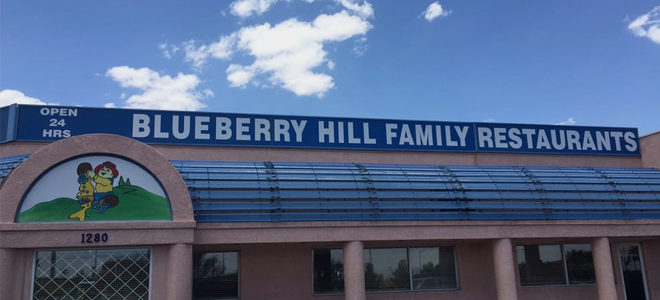 OPEN
24
HRS
BLUEBERRY HILL FAMILY RESTAURANTS
1280